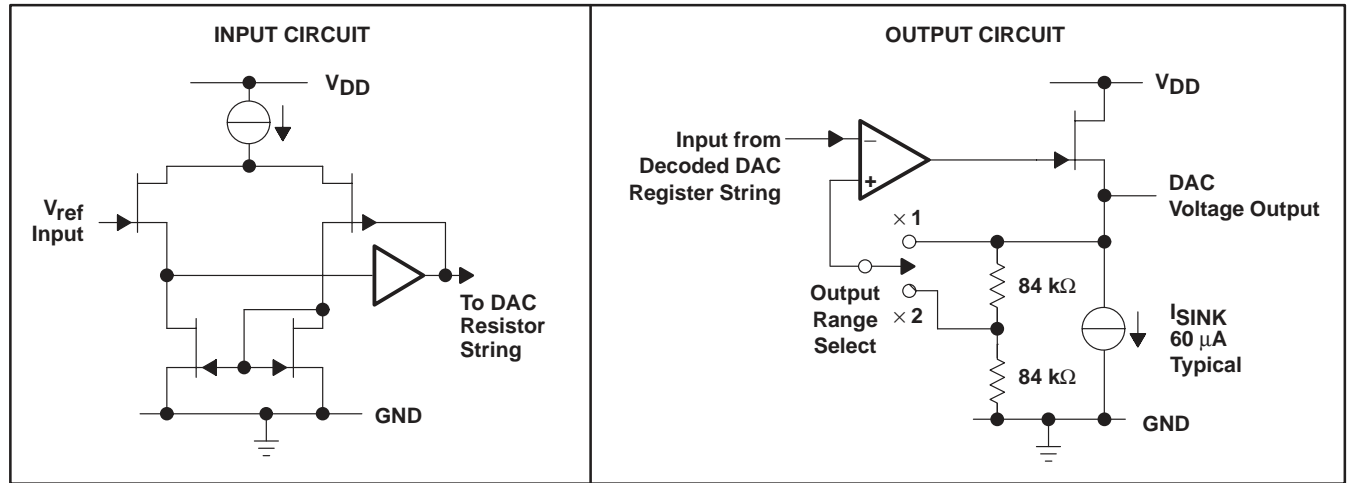 INPUT CIRCUIT
VDD
Vref
Input
To DAC
Resistor
String
GND
OUTPUT CIRCUIT
VDD
Input from
Decoded DAC
Register String
−
+
DAC
Voltage Output
× 1
84 kΩ
Output
Range
Select
× 2
ISINK
60 μA
Typical
84 kΩ
GND